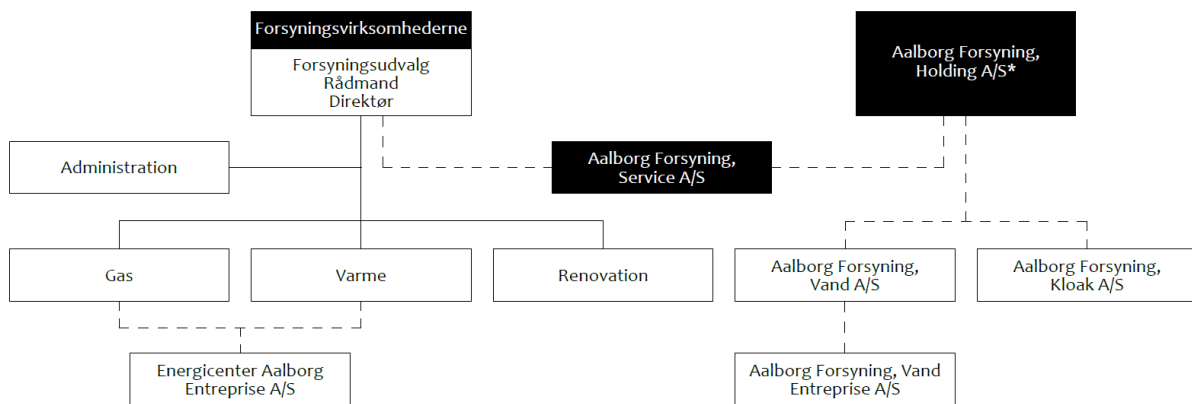 Forsyningsvirksomhederne
Forsyningsudvalg
Rådmand
Direktør
Aalborg Forsyning,
Holding A/S*
Administration
Aalborg Forsyning,
Service A/S
Gas
Varme
Renovation
Aalborg Forsyning,
Vand A/S
Aalborg Forsyning,
Kloak A/S
Energicenter Aalborg
Entreprise A/S
Aalborg Forsyning, Vand
Entreprise A/S